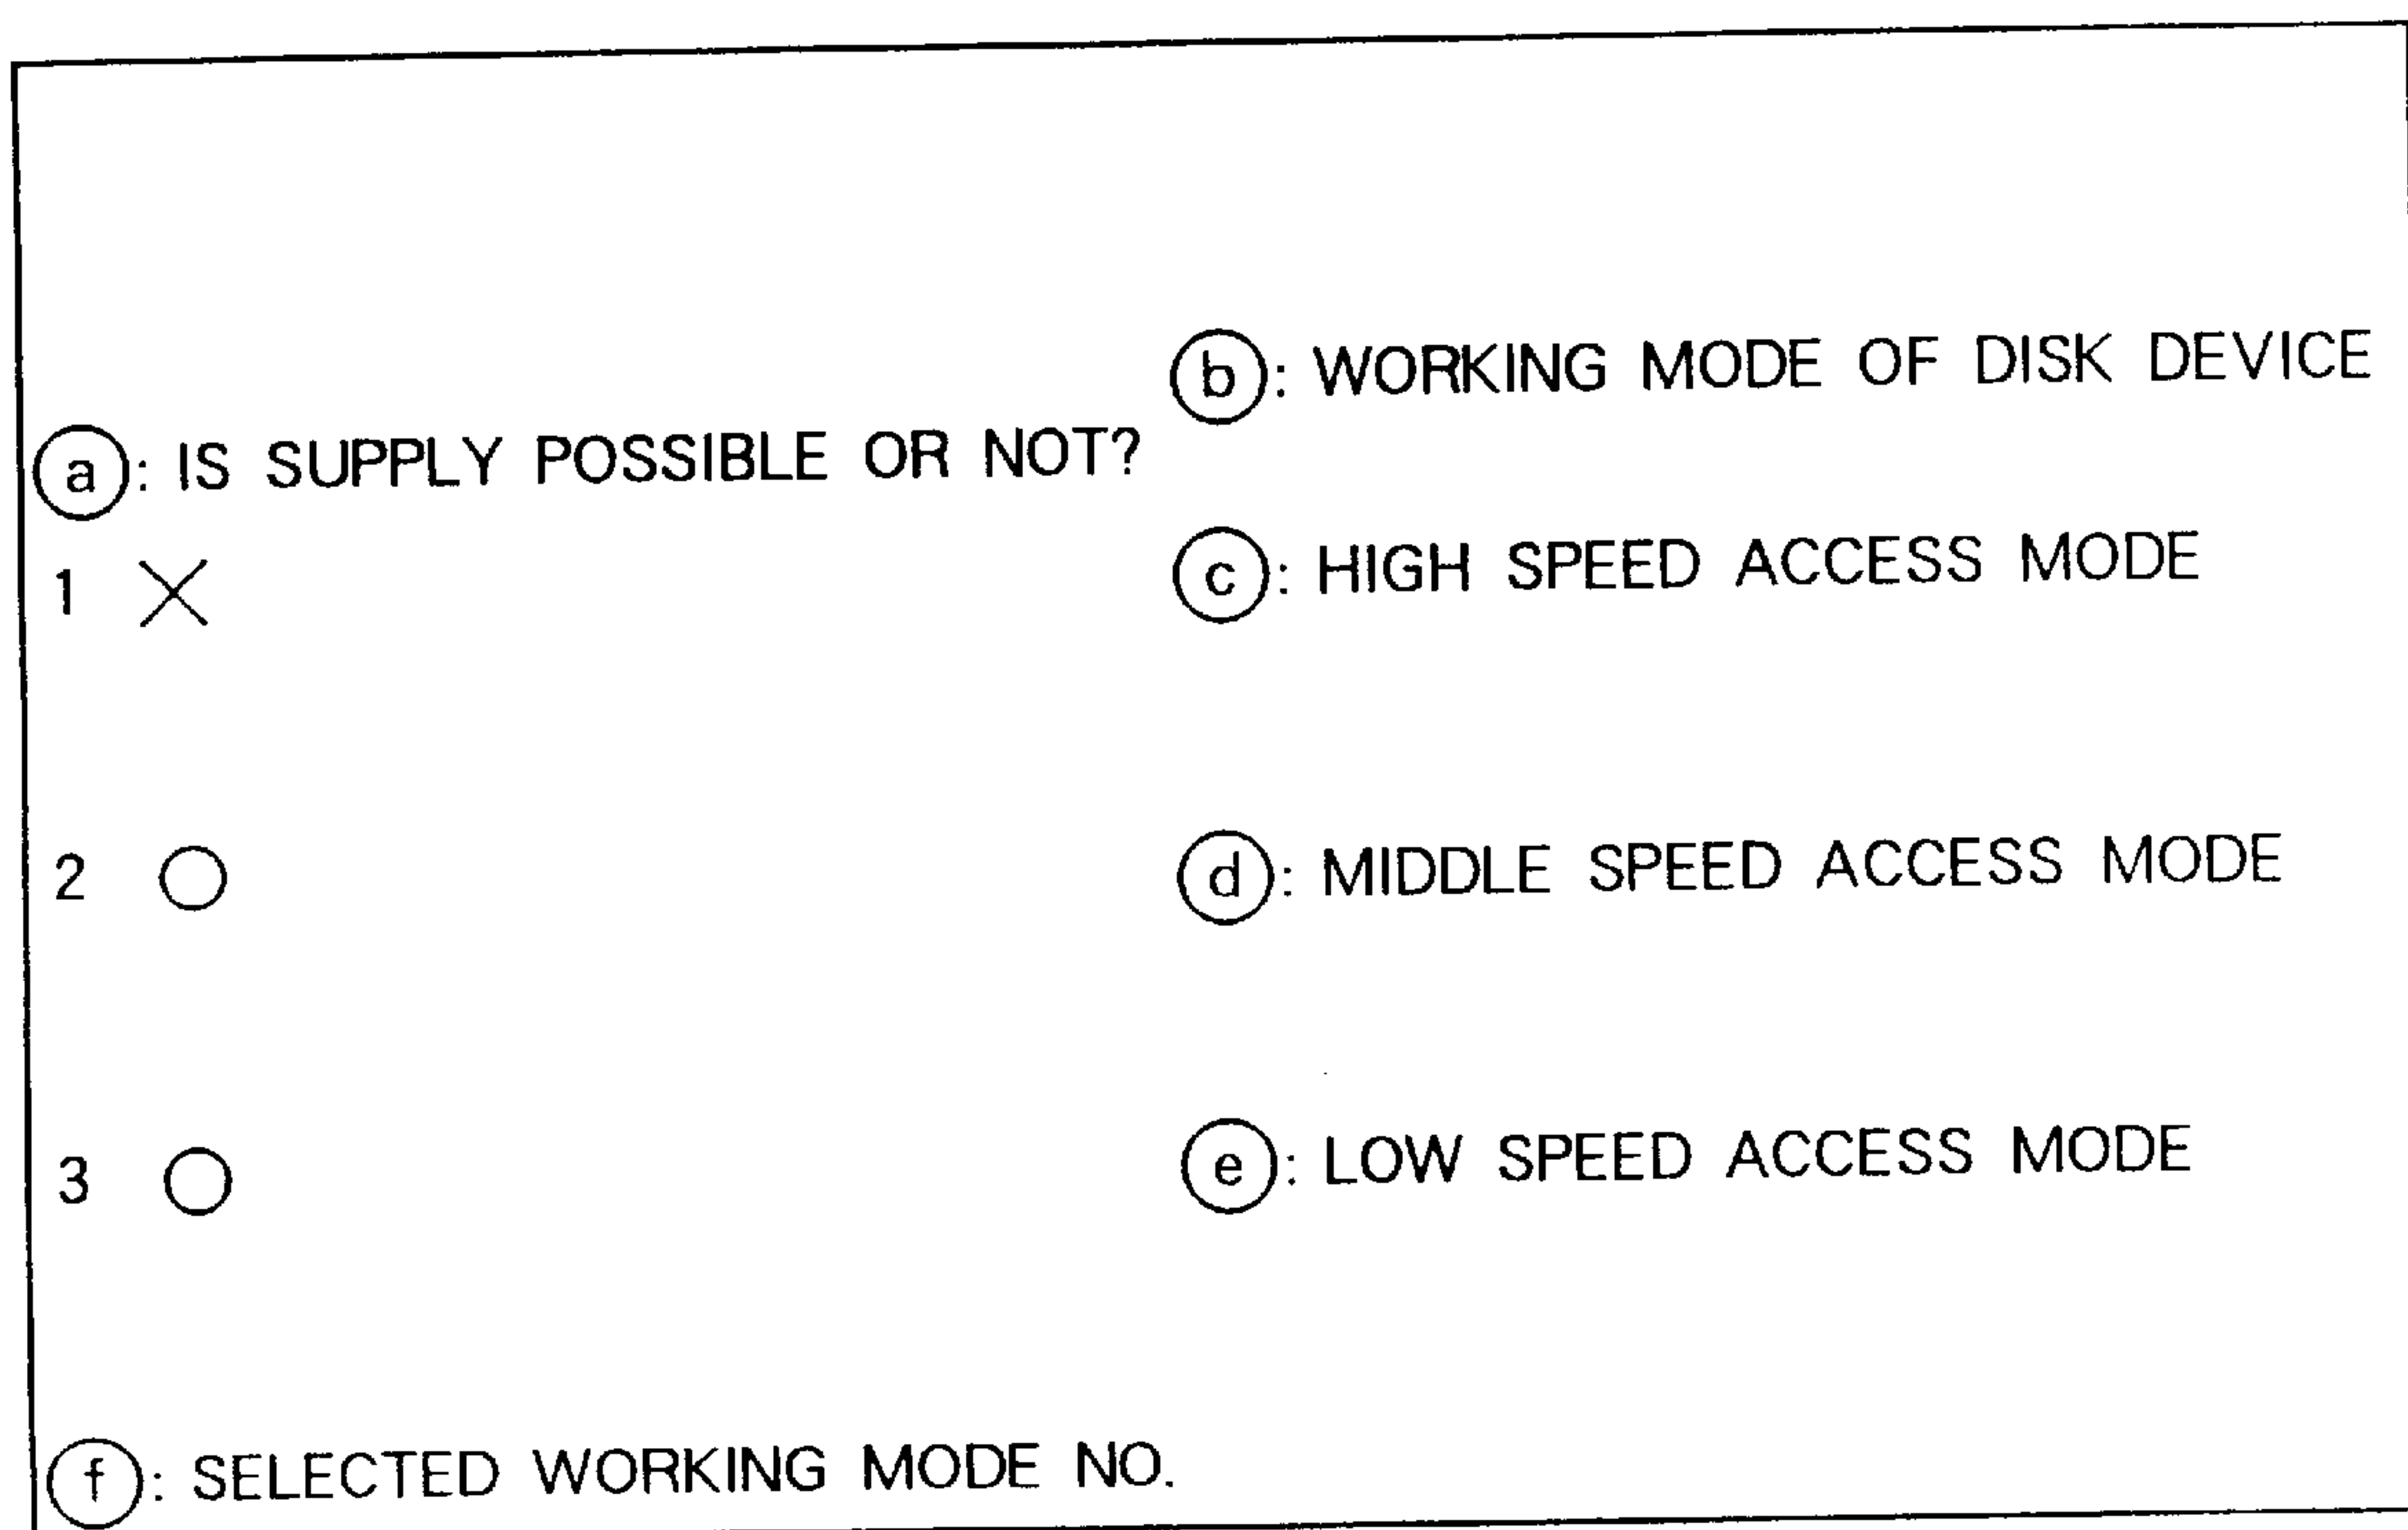 ⓑ: WORKING MODE OF DISK DEVICE
ⓐ: IS SUPPLY POSSIBLE OR NOT?
1 × ⓒ: HIGH SPEED ACCESS MODE
2 ○ ⓓ: MIDDLE SPEED ACCESS MODE
3 ○ ⓔ: LOW SPEED ACCESS MODE
ⓕ: SELECTED WORKING MODE NO.